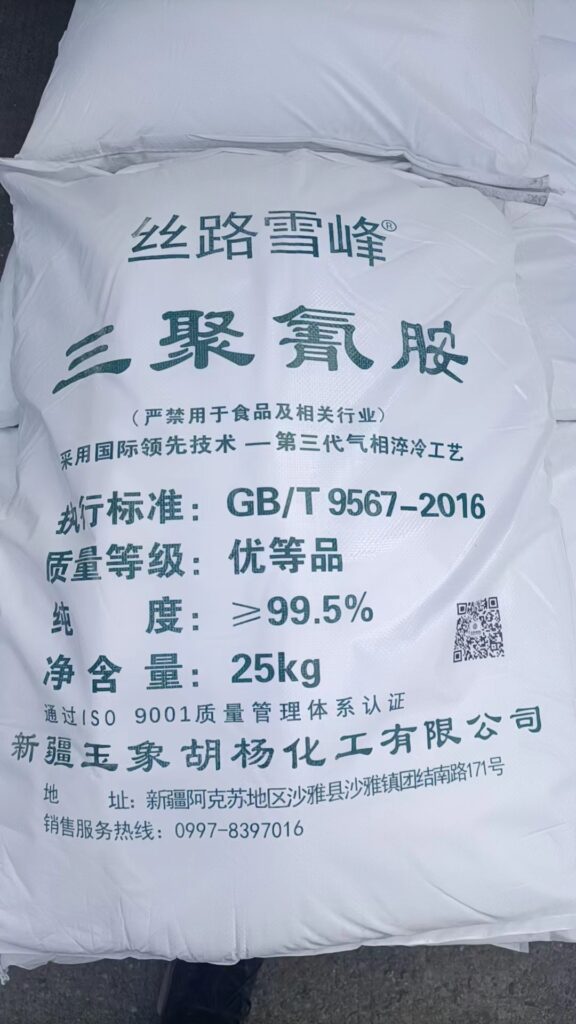 丝路雪峰®
三聚氰胺
（严禁用于食品及相关行业）
采用国际领先技术—第三代气相淬冷工艺
执行标准：GB/T 9567-2016
质量等级：优等品
纯 度：≥99.5%
净含量：25kg
通过ISO 9001质量管理体系认证
新疆玉象胡杨化工有限公司
地 址：新疆阿克苏地区沙雅县沙雅镇团结南路171号
销售服务热线：0997-8397016